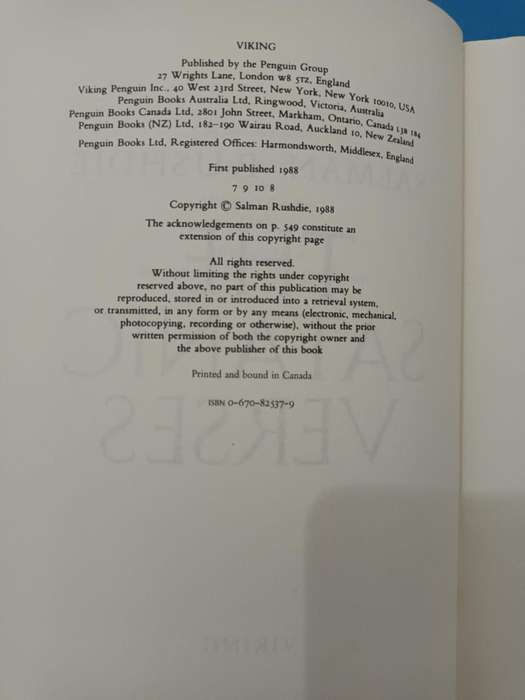 VIKING
Published by the Penguin Group
27 Wrights Lane, London W8 5TZ, England
Viking Penguin Inc., 40 West 23rd Street, New York, New York 10010, USA
Penguin Books Australia Ltd, Ringwood, Victoria, Australia
Penguin Books Canada Ltd, 2801 John Street, Markham, Ontario, Canada L3R 1B4
Penguin Books (NZ) Ltd, 182–190 Wairau Road, Auckland 10, New Zealand
Penguin Books Ltd, Registered Offices: Harmondsworth, Middlesex, England
First published 1988
7 9 10 8
Copyright © Salman Rushdie, 1988
The acknowledgements on p. 549 constitute an
extension of this copyright page
All rights reserved.
Without limiting the rights under copyright
reserved above, no part of this publication may be
reproduced, stored in or introduced into a retrieval system,
or transmitted, in any form or by any means (electronic, mechanical,
photocopying, recording or otherwise), without the prior
written permission of both the copyright owner and
the above publisher of this book
Printed and bound in Canada
ISBN 0–670–82537–9
SALMAN RUSHDIE
THE
SATANIC
VERSES
VIKING